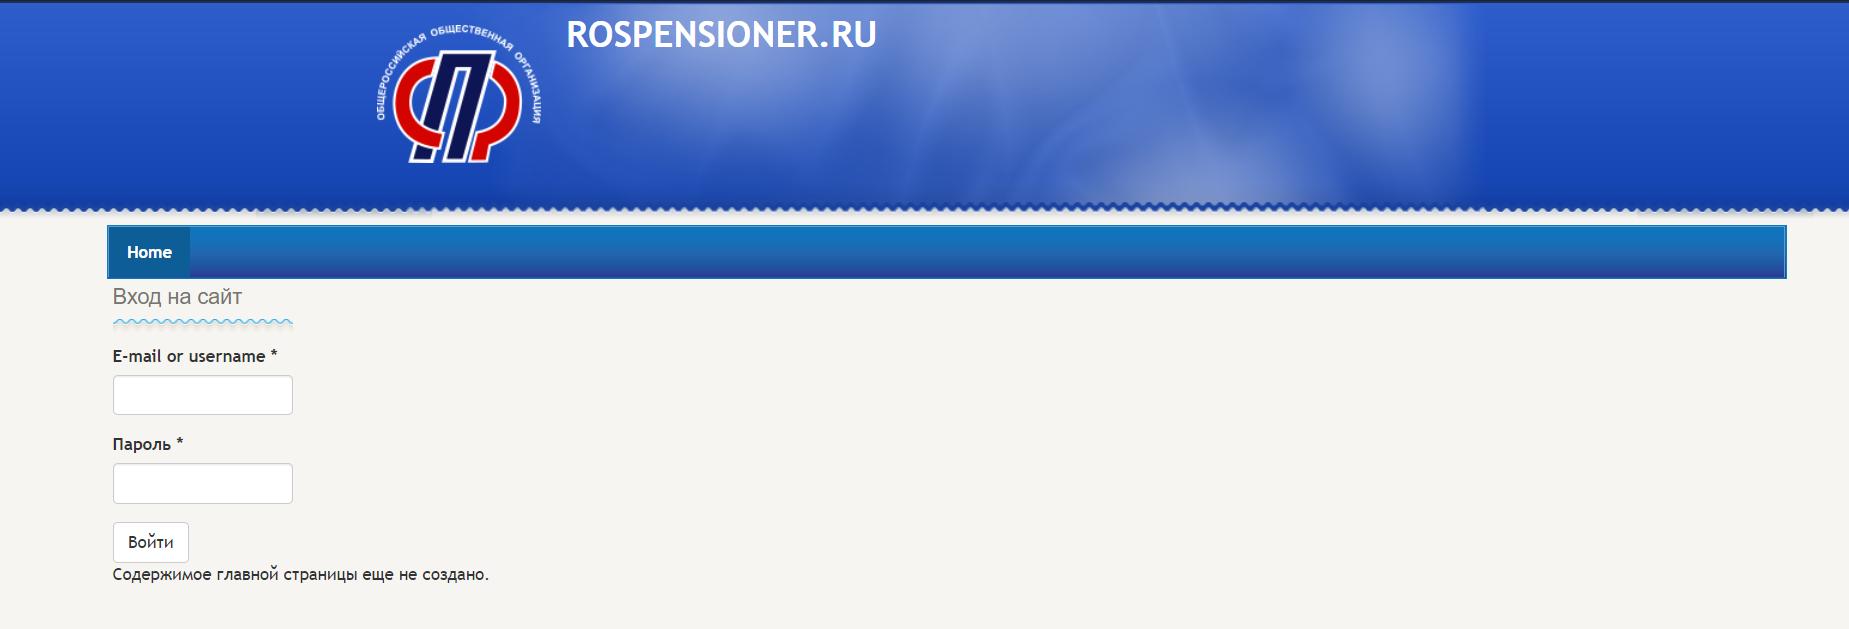 ОБЩЕРОССИЙСКАЯ ОБЩЕСТВЕННАЯ ОРГАНИЗАЦИЯ
ROSPENSIONER.RU
Home
Вход на сайт
E-mail or username *
Пароль *
Войти
Содержимое главной страницы еще не создано.